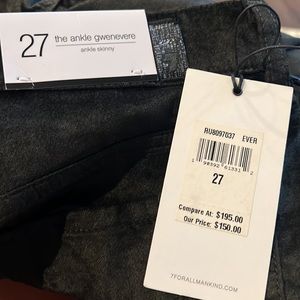 27 the ankle gwenevere
ankle skinny
RU8097037 EVER
1 98392 61331 2
27
Compare At: $195.00
Our Price: $150.00
7FORALLMANKIND.COM